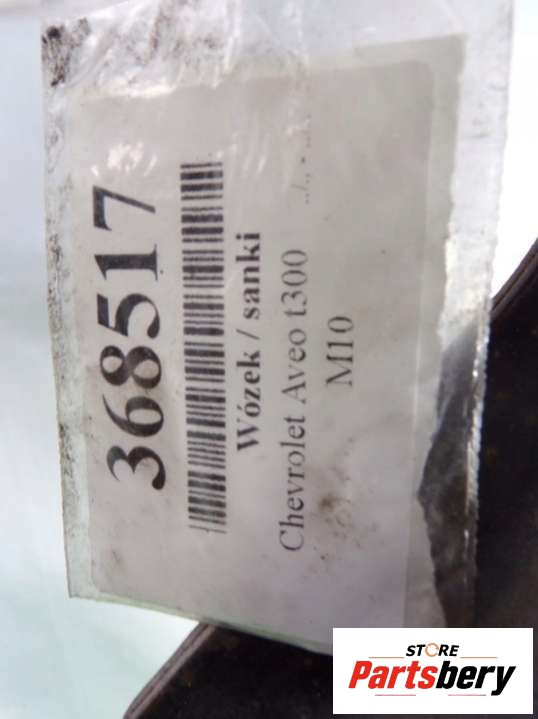 368517
Wózek / sanki
Chevrolet Aveo t300
M10
STORE
Partsbery